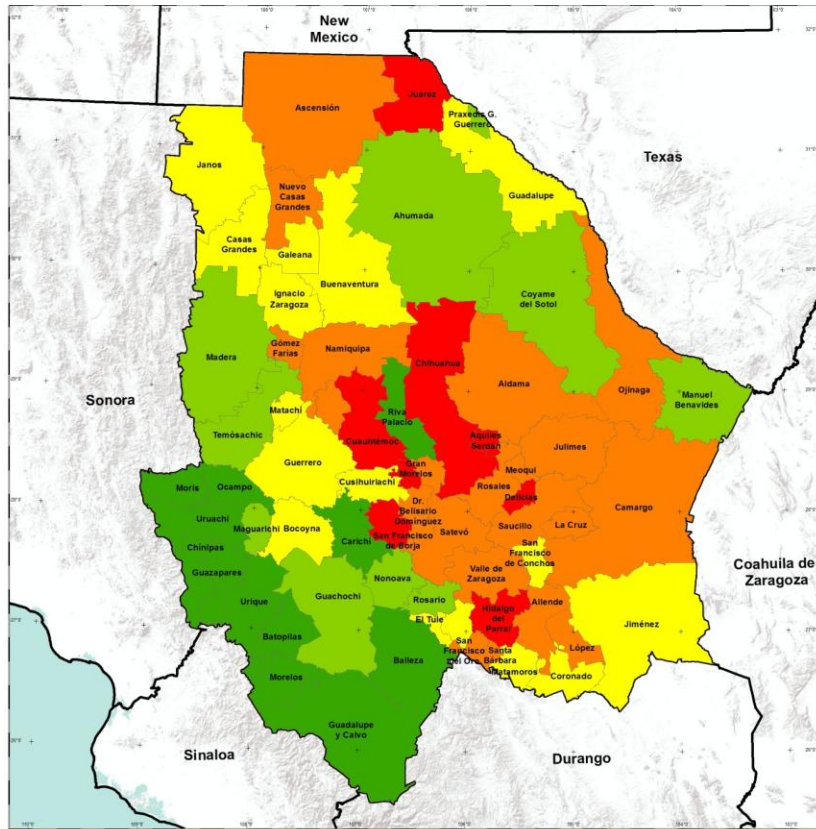 New
Mexico
Juarez
Ascensión
Praxedis G.
Guerrero
Texas
Janos
Nuevo
Casas
Grandes
Guadalupe
Ahumada
Casas
Grandes
Galeana
Buenaventura
Ignacio
Zaragoza
Coyame
del Sotol
Gómez
Farías
Namiquipa
Madera
Chihuahua
Aldama
Ojinaga
Manuel
Benavides
Sonora
Matachi
Riva
Palacio
Temósachic
Cuauhtémoc
Aquiles
Serdán
Julimes
Guerrero
Gran
Morelos
Meoqui
Cusihuiriachi
Rosales
Delicias
Moris
Ocampo
Camargo
Dr.
Belisario
Domínguez
Uruachi
Maguarichi
Bocoyna
Carichi
San Francisco
de Borja
Satevó
Saucillo
La Cruz
Chinipas
San
Francisco
de Conchos
Coahuila de
Zaragoza
Guazapares
Nonoava
Valle de
Zaragoza
Urique
Guachochi
Rosario
Hidalgo
del
Parral
Allende
El Tule
Jiménez
Batopilas
San
Francisco
del Oro
Santa
Bárbara
López
Balleza
Matamoros
Coronado
Morelos
Guadalupe
y Calvo
Sinaloa
Durango